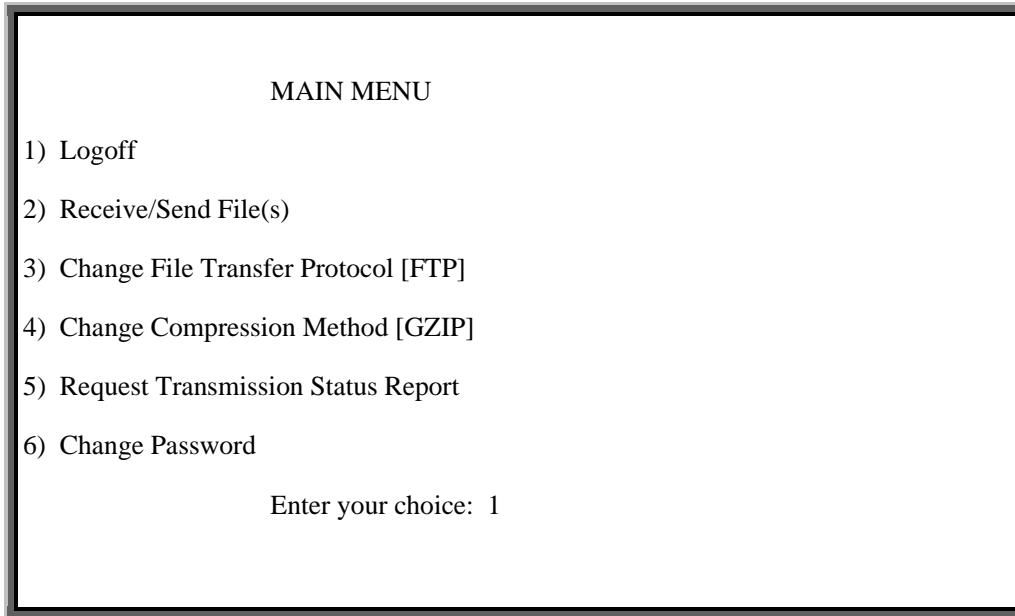 MAIN MENU
1) Logoff
2) Receive/Send File(s)
3) Change File Transfer Protocol [FTP]
4) Change Compression Method [GZIP]
5) Request Transmission Status Report
6) Change Password
Enter your choice: 1